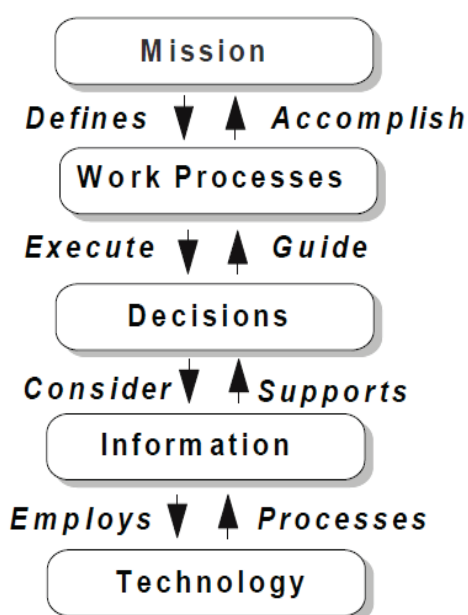 Mission
Defines Accomplish
Work Processes
Execute Guide
Decisions
Consider Supports
Information
Employs Processes
Technology